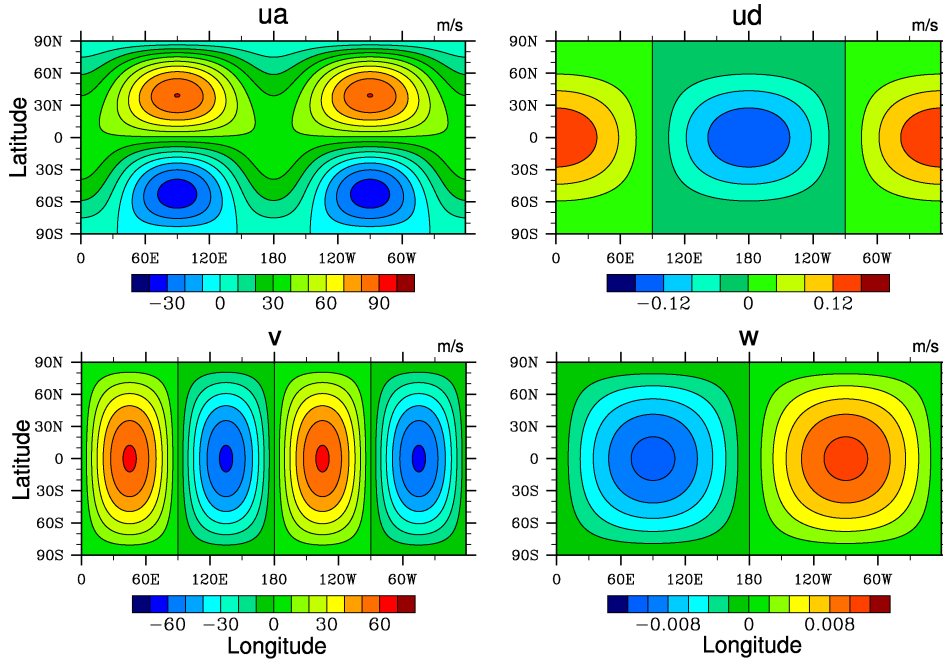 ua
m/s
90N
60N
30N
0
30S
60S
90S
Latitude
0
60E
120E
180
120W
60W
−30 0 30 60 90
ud
m/s
90N
60N
30N
0
30S
60S
90S
0
60E
120E
180
120W
60W
−0.12 0 0.12
v
m/s
90N
60N
30N
0
30S
60S
90S
Latitude
0
60E
120E
180
120W
60W
−60 −30 0 30 60
Longitude
w
m/s
90N
60N
30N
0
30S
60S
90S
0
60E
120E
180
120W
60W
−0.008 0 0.008
Longitude